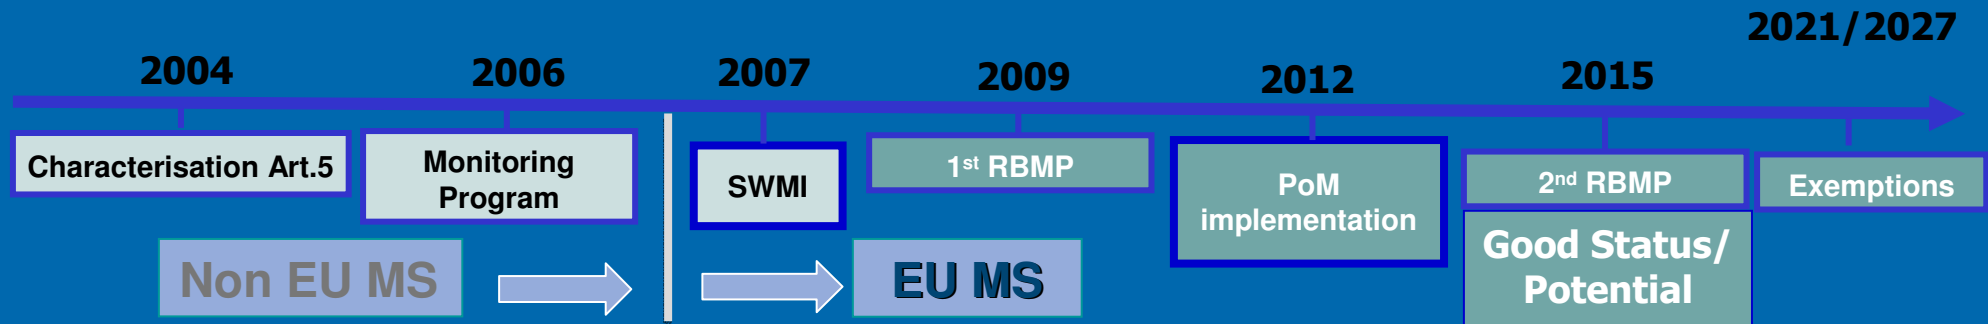 2004
2006
2007
2009
2012
2015
2021/2027
Characterisation Art.5
Monitoring
Program
SWMI
1st RBMP
PoM
implementation
2nd RBMP
Good Status/
Potential
Exemptions
Non EU MS
EU MS